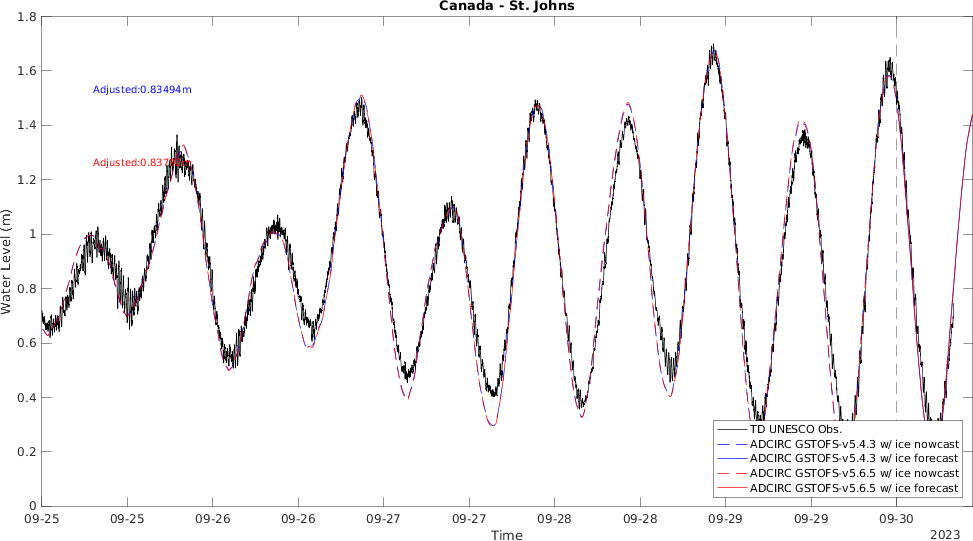 Canada - St. Johns
1.8
1.6
1.4
1.2
1
0.8
0.6
0.4
0.2
0
Water Level (m)
Adjusted:0.83494m
Adjusted:0.837
TD UNESCO Obs.
ADCIRC GSTOFS-v5.4.3 w/ ice nowcast
ADCIRC GSTOFS-v5.4.3 w/ ice forecast
ADCIRC GSTOFS-v5.6.5 w/ ice nowcast
ADCIRC GSTOFS-v5.6.5 w/ ice forecast
09-25 09-25 09-26 09-26 09-27 09-27 09-28 09-28 09-29 09-29 09-30
Time
2023